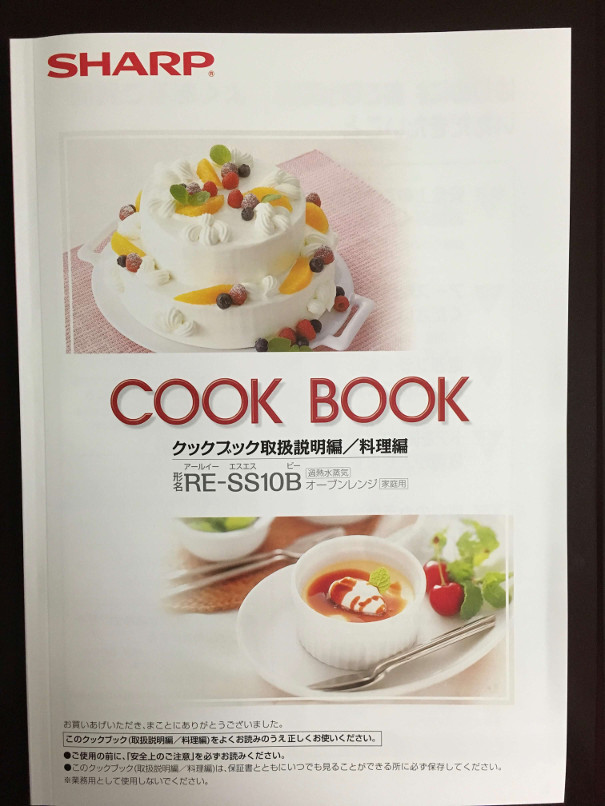 SHARP®
COOK BOOK
クックブック取扱説明編／料理編
アールイー エスエス ビー
形名 RE-SS10B 過熱水蒸気 オーブンレンジ 家庭用
お買いあげいただき、まことにありがとうございました。
このクックブック(取扱説明編／料理編)をよくお読みのうえ正しくお使いください。
●ご使用の前に、「安全上のご注意」を必ずお読みください。
●このクックブック(取扱説明編／料理編)は、保証書とともにいつでも見ることができる所に必ず保存してください。
※業務用として使用しないでください。